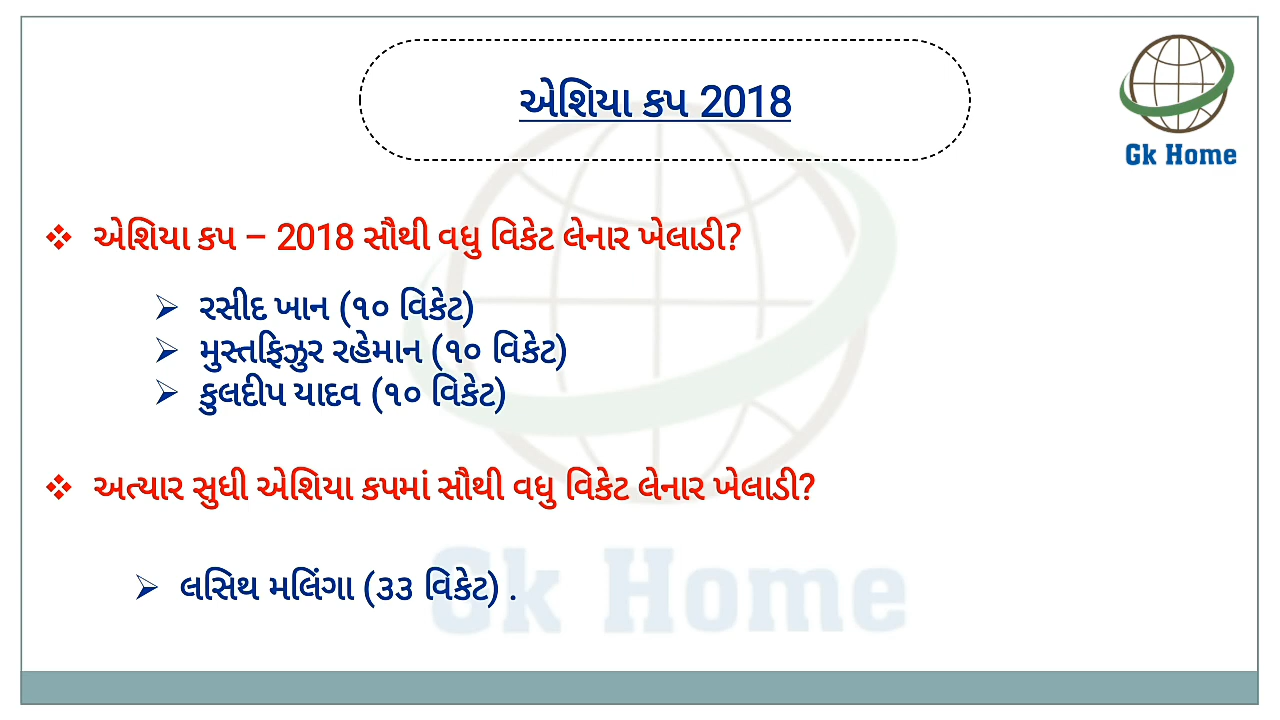 એશિયા કપ 2018
Gk Home
❖ એશિયા કપ – 2018 સૌથી વધુ વિકેટ લેનાર ખેલાડી?
➢ રસીદ ખાન (૧૦ વિકેટ)
➢ મુસ્તફિઝુર રહેમાન (૧૦ વિકેટ)
➢ કુલદીપ યાદવ (૧૦ વિકેટ)
❖ અત્યાર સુધી એશિયા કપમાં સૌથી વધુ વિકેટ લેનાર ખેલાડી?
➢ લસિથ મલિંગા (૩૩ વિકેટ) .
Gk Home